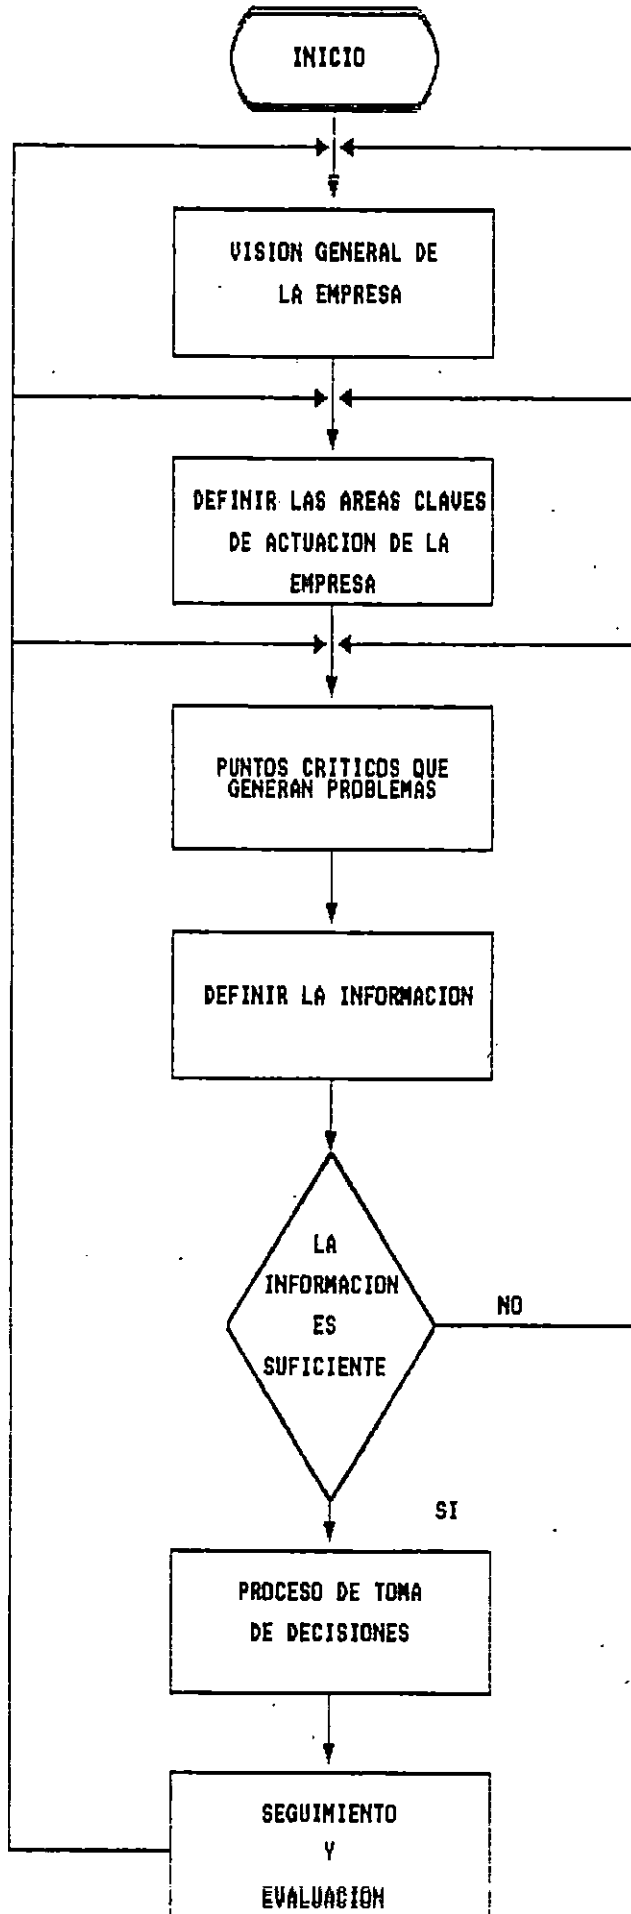 INICIO
VISION GENERAL DE
LA EMPRESA
DEFINIR LAS AREAS CLAVES
DE ACTUACION DE LA
EMPRESA
PUNTOS CRITICOS QUE
GENERAN PROBLEMAS
DEFINIR LA INFORMACION
LA
INFORMACION
ES
SUFICIENTE
NO
SI
PROCESO DE TOMA
DE DECISIONES
SEGUIMIENTO
Y
EVALUACION